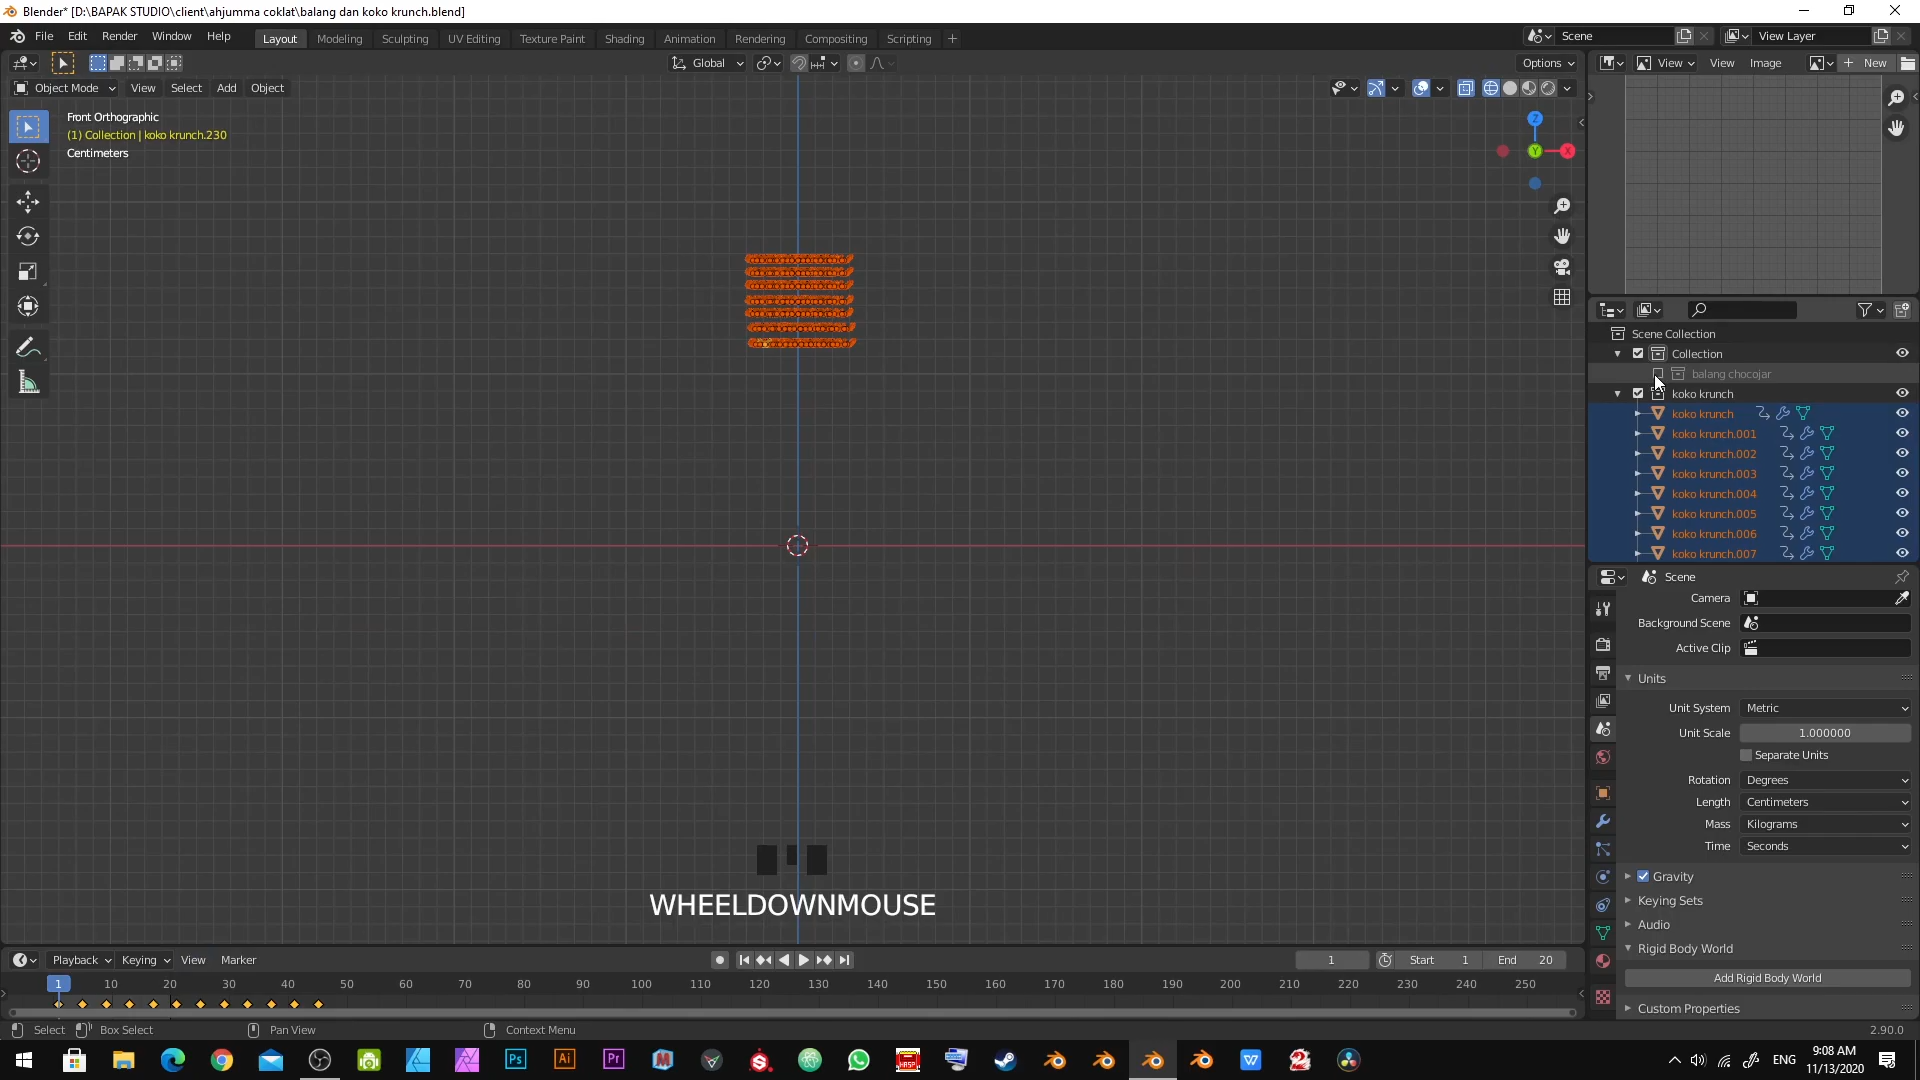 Blender* [D:\BAPAK STUDIO\client\ahjumma coklat\balang dan koko krunch.blend]
File Edit Render Window Help Layout Modeling Sculpting UV Editing Texture Paint Shading Animation Rendering Compositing Scripting Scene View Layer
Global Options View View Image New
Object Mode View Select Add Object
Front Orthographic
(1) Collection | koko krunch.230
Centimeters
Z
Y X
Scene Collection
Collection
balang chocojar
koko krunch
koko krunch
koko krunch.001
koko krunch.002
koko krunch.003
koko krunch.004
koko krunch.005
koko krunch.006
koko krunch.007
Scene
Camera
Background Scene
Active Clip
Units
Unit System Metric
Unit Scale 1.000000
Separate Units
Rotation Degrees
Length Centimeters
Mass Kilograms
Time Seconds
Gravity
Keying Sets
Audio
Rigid Body World
Add Rigid Body World
Custom Properties
WHEELDOWNMOUSE
Playback Keying View Marker 1 Start 1 End 20
1 10 20 30 40 50 60 70 80 90 100 110 120 130 140 150 160 170 180 190 200 210 220 230 240 250
Select Box Select Pan View Context Menu 2.90.0
Ps Ai Pr ENG 9:08 AM
11/13/2020